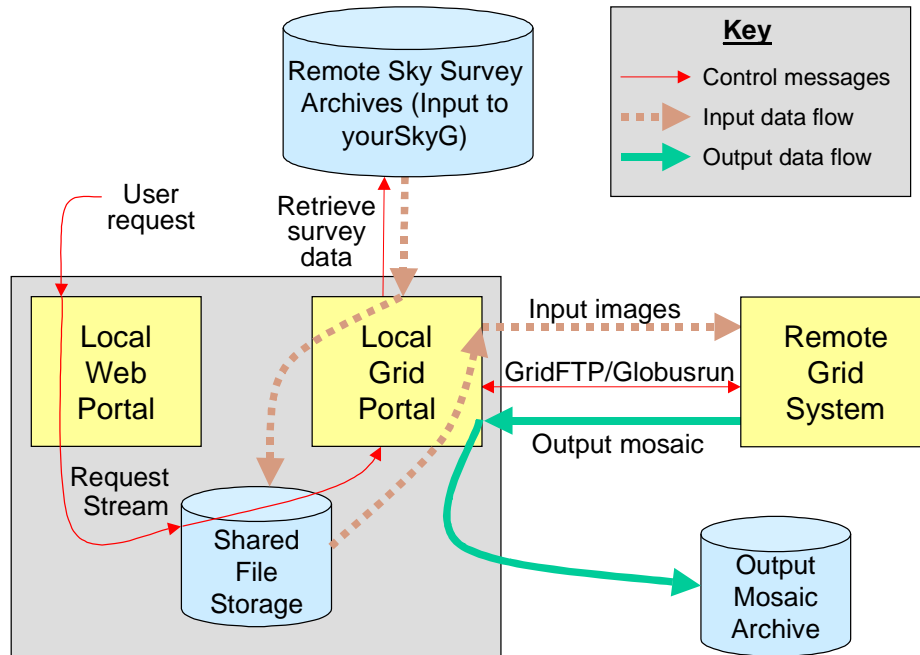 Remote Sky Survey
Archives (Input to
yourSkyG)
Key
Control messages
Input data flow
Output data flow
User
request
Retrieve
survey
data
Local
Web
Portal
Local
Grid
Portal
Input images
GridFTP/Globusrun
Output mosaic
Remote
Grid
System
Request
Stream
Shared
File
Storage
Output
Mosaic
Archive